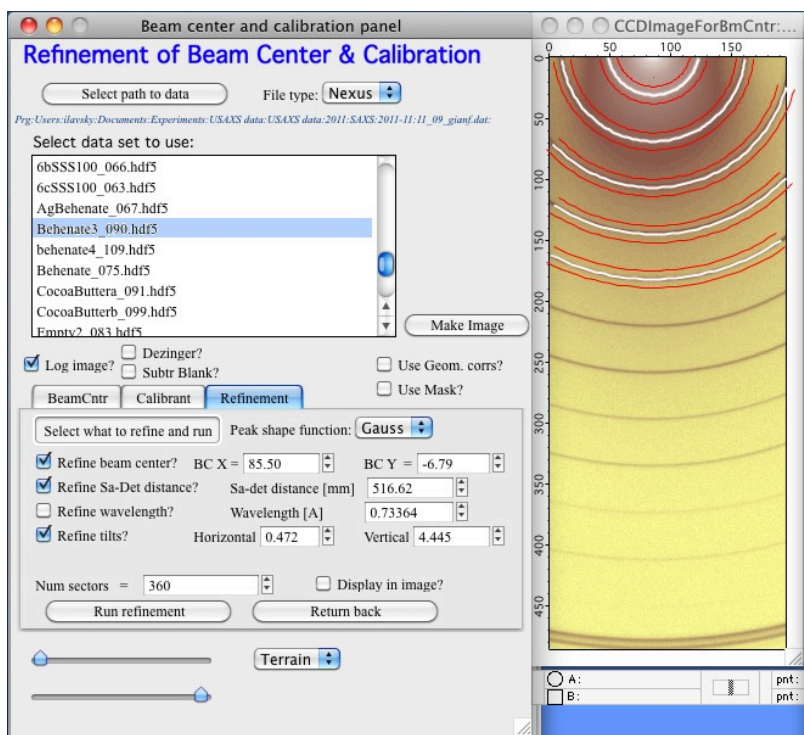 Beam center and calibration panel
Refinement of Beam Center & Calibration
Select path to data File type: Nexus
Prg:Users:ilavsky:Documents:Experiments:USAXS data:USAXS data:2011:SAXS:2011-11:11_09_gianf.dat:
Select data set to use:
6bSSS100_066.hdf5
6cSSS100_063.hdf5
AgBehenate_067.hdf5
Behenate3_090.hdf5
behenate4_109.hdf5
Behenate_075.hdf5
CocoaButtera_091.hdf5
CocoaButterb_099.hdf5
Empty2_083.hdf5
Make Image
Log image? Dezinger? Use Geom. corrs?
Subtr Blank? Use Mask?
BeamCntr Calibrant Refinement
Select what to refine and run Peak shape function: Gauss
Refine beam center? BC X = 85.50 BC Y = -6.79
Refine Sa-Det distance? Sa-det distance [mm] 516.62
Refine wavelength? Wavelength [A] 0.73364
Refine tilts? Horizontal 0.472 Vertical 4.445
Num sectors = 360 Display in image?
Run refinement Return back
Terrain
CCDImageForBmCntr:...
0 50 100 150
0
50
100
150
200
250
300
350
400
450
A: pnt:
B: pnt: